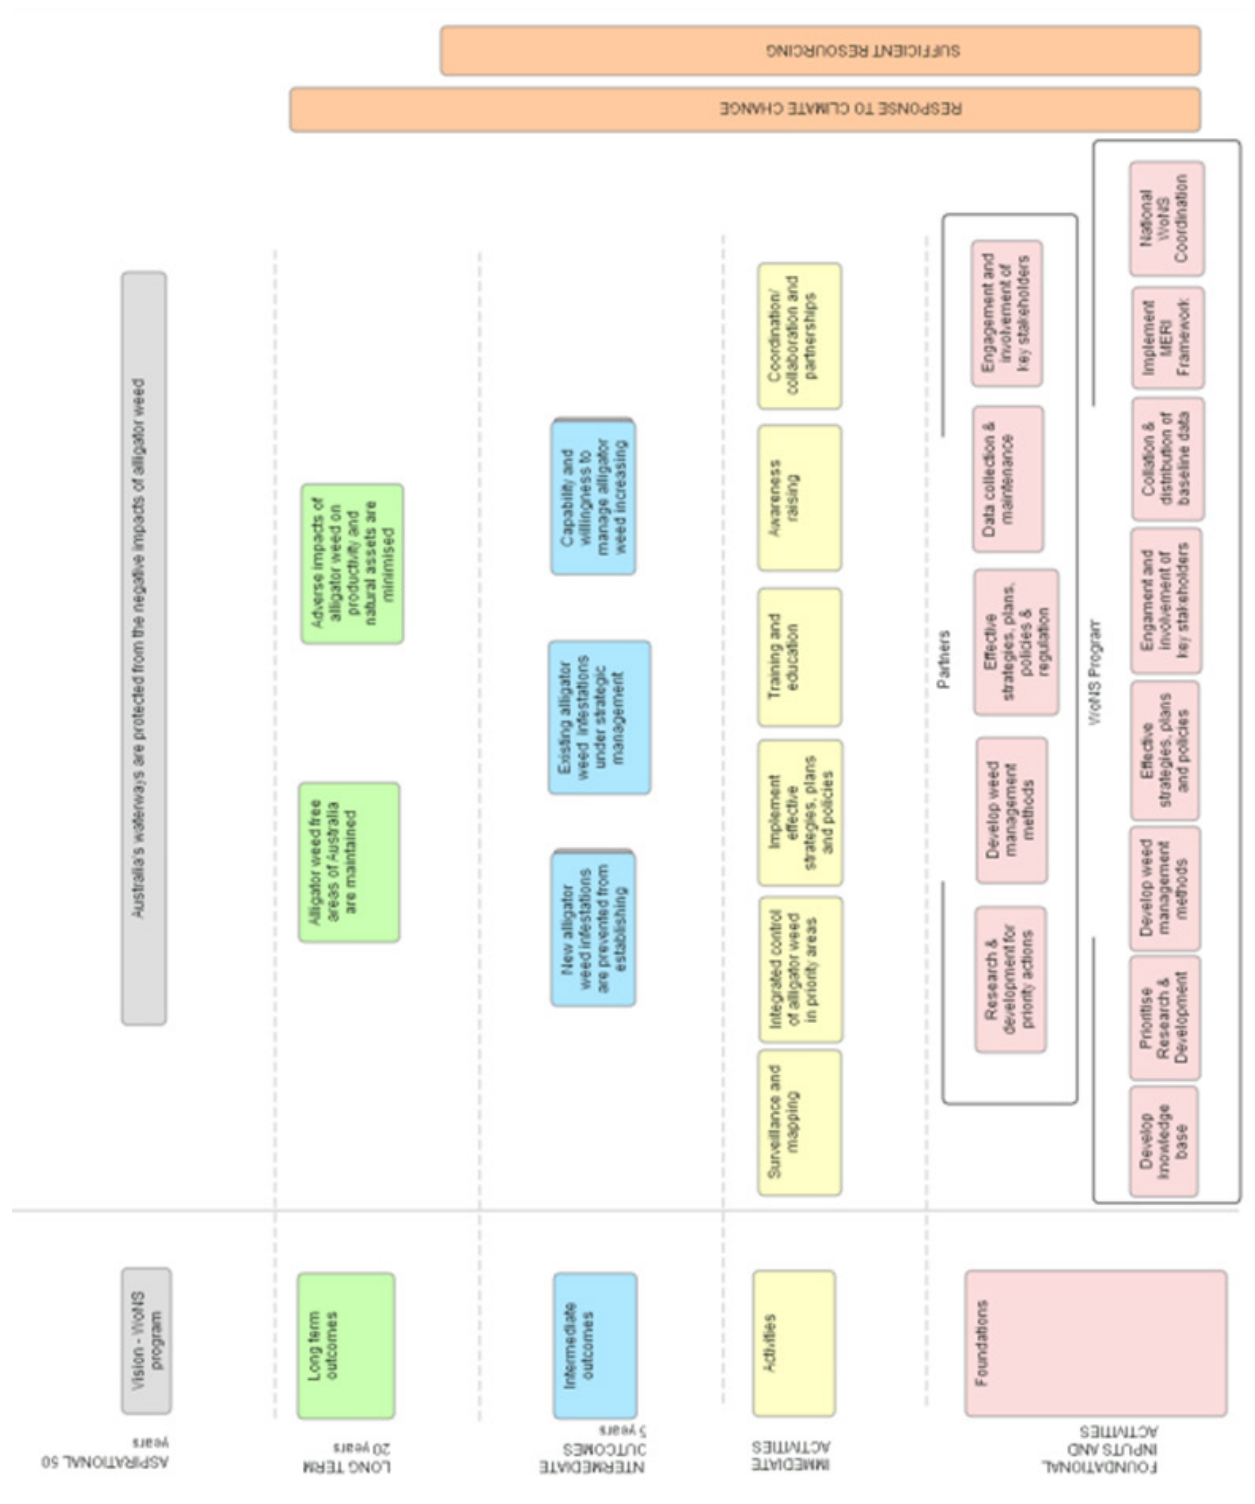 ASPIRATIONAL 50
years
Vision - WoNS
program
Australia's waterways are protected from the negative impacts of alligator weed
LONG TERM
20 years
Long term
outcomes
Alligator weed free
areas of Australia
are maintained
Adverse impacts of
alligator weed on
productivity and
natural assets are
minimised
INTERMEDIATE
OUTCOMES
5 years
Intermediate
outcomes
New alligator
weed infestations
are prevented from
establishing
Existing alligator
weed infestations
under strategic
management
Capability and
willingness to
manage alligator
weed increasing
IMMEDIATE
ACTIVITIES
Activities
Surveillance and
mapping
Integrated control
of alligator weed
in priority areas
Implement
effective
strategies, plans
and policies
Training and
education
Awareness
raising
Coordination/
collaboration and
partnerships
FOUNDATIONAL
INPUTS AND
ACTIVITIES
Foundations
Partners
Research &
development for
priority actions
Develop weed
management
methods
Effective
strategies, plans,
policies &
regulation
Data collection &
maintenance
Engagement and
involvement of
key stakeholders
WoNS Program
Develop
knowledge
base
Prioritise
Research &
Development
Develop weed
management
methods
Effective
strategies, plans
and policies
Engament and
involvement of
key stakeholders
Collation &
distribution of
baseline data
Implement
MERI
Framework
National
WoNS
Coordination
RESPONSE TO CLIMATE CHANGE
SUFFICIENT RESOURCING